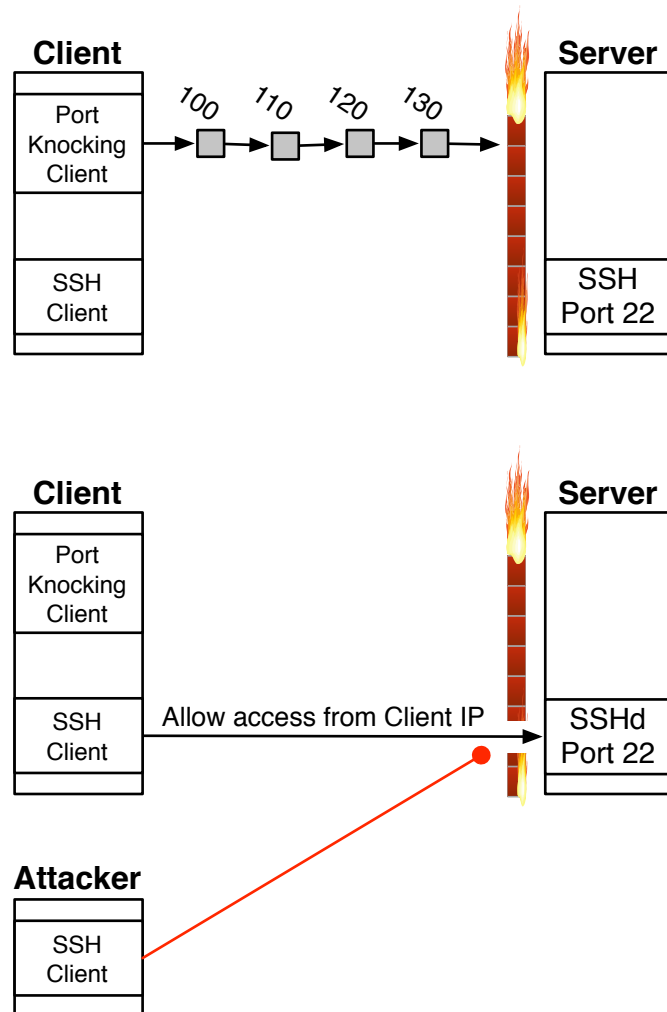 Client
Server
100
110
120
130
Port
Knocking
Client
SSH
Client
SSH
Port 22
Client
Server
Port
Knocking
Client
SSH
Client
Allow access from Client IP
SSHd
Port 22
Attacker
SSH
Client